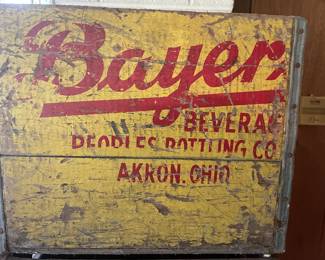 Bayer
BEVERAG
PEOPLES BOTTLING CO
AKRON, OHIO